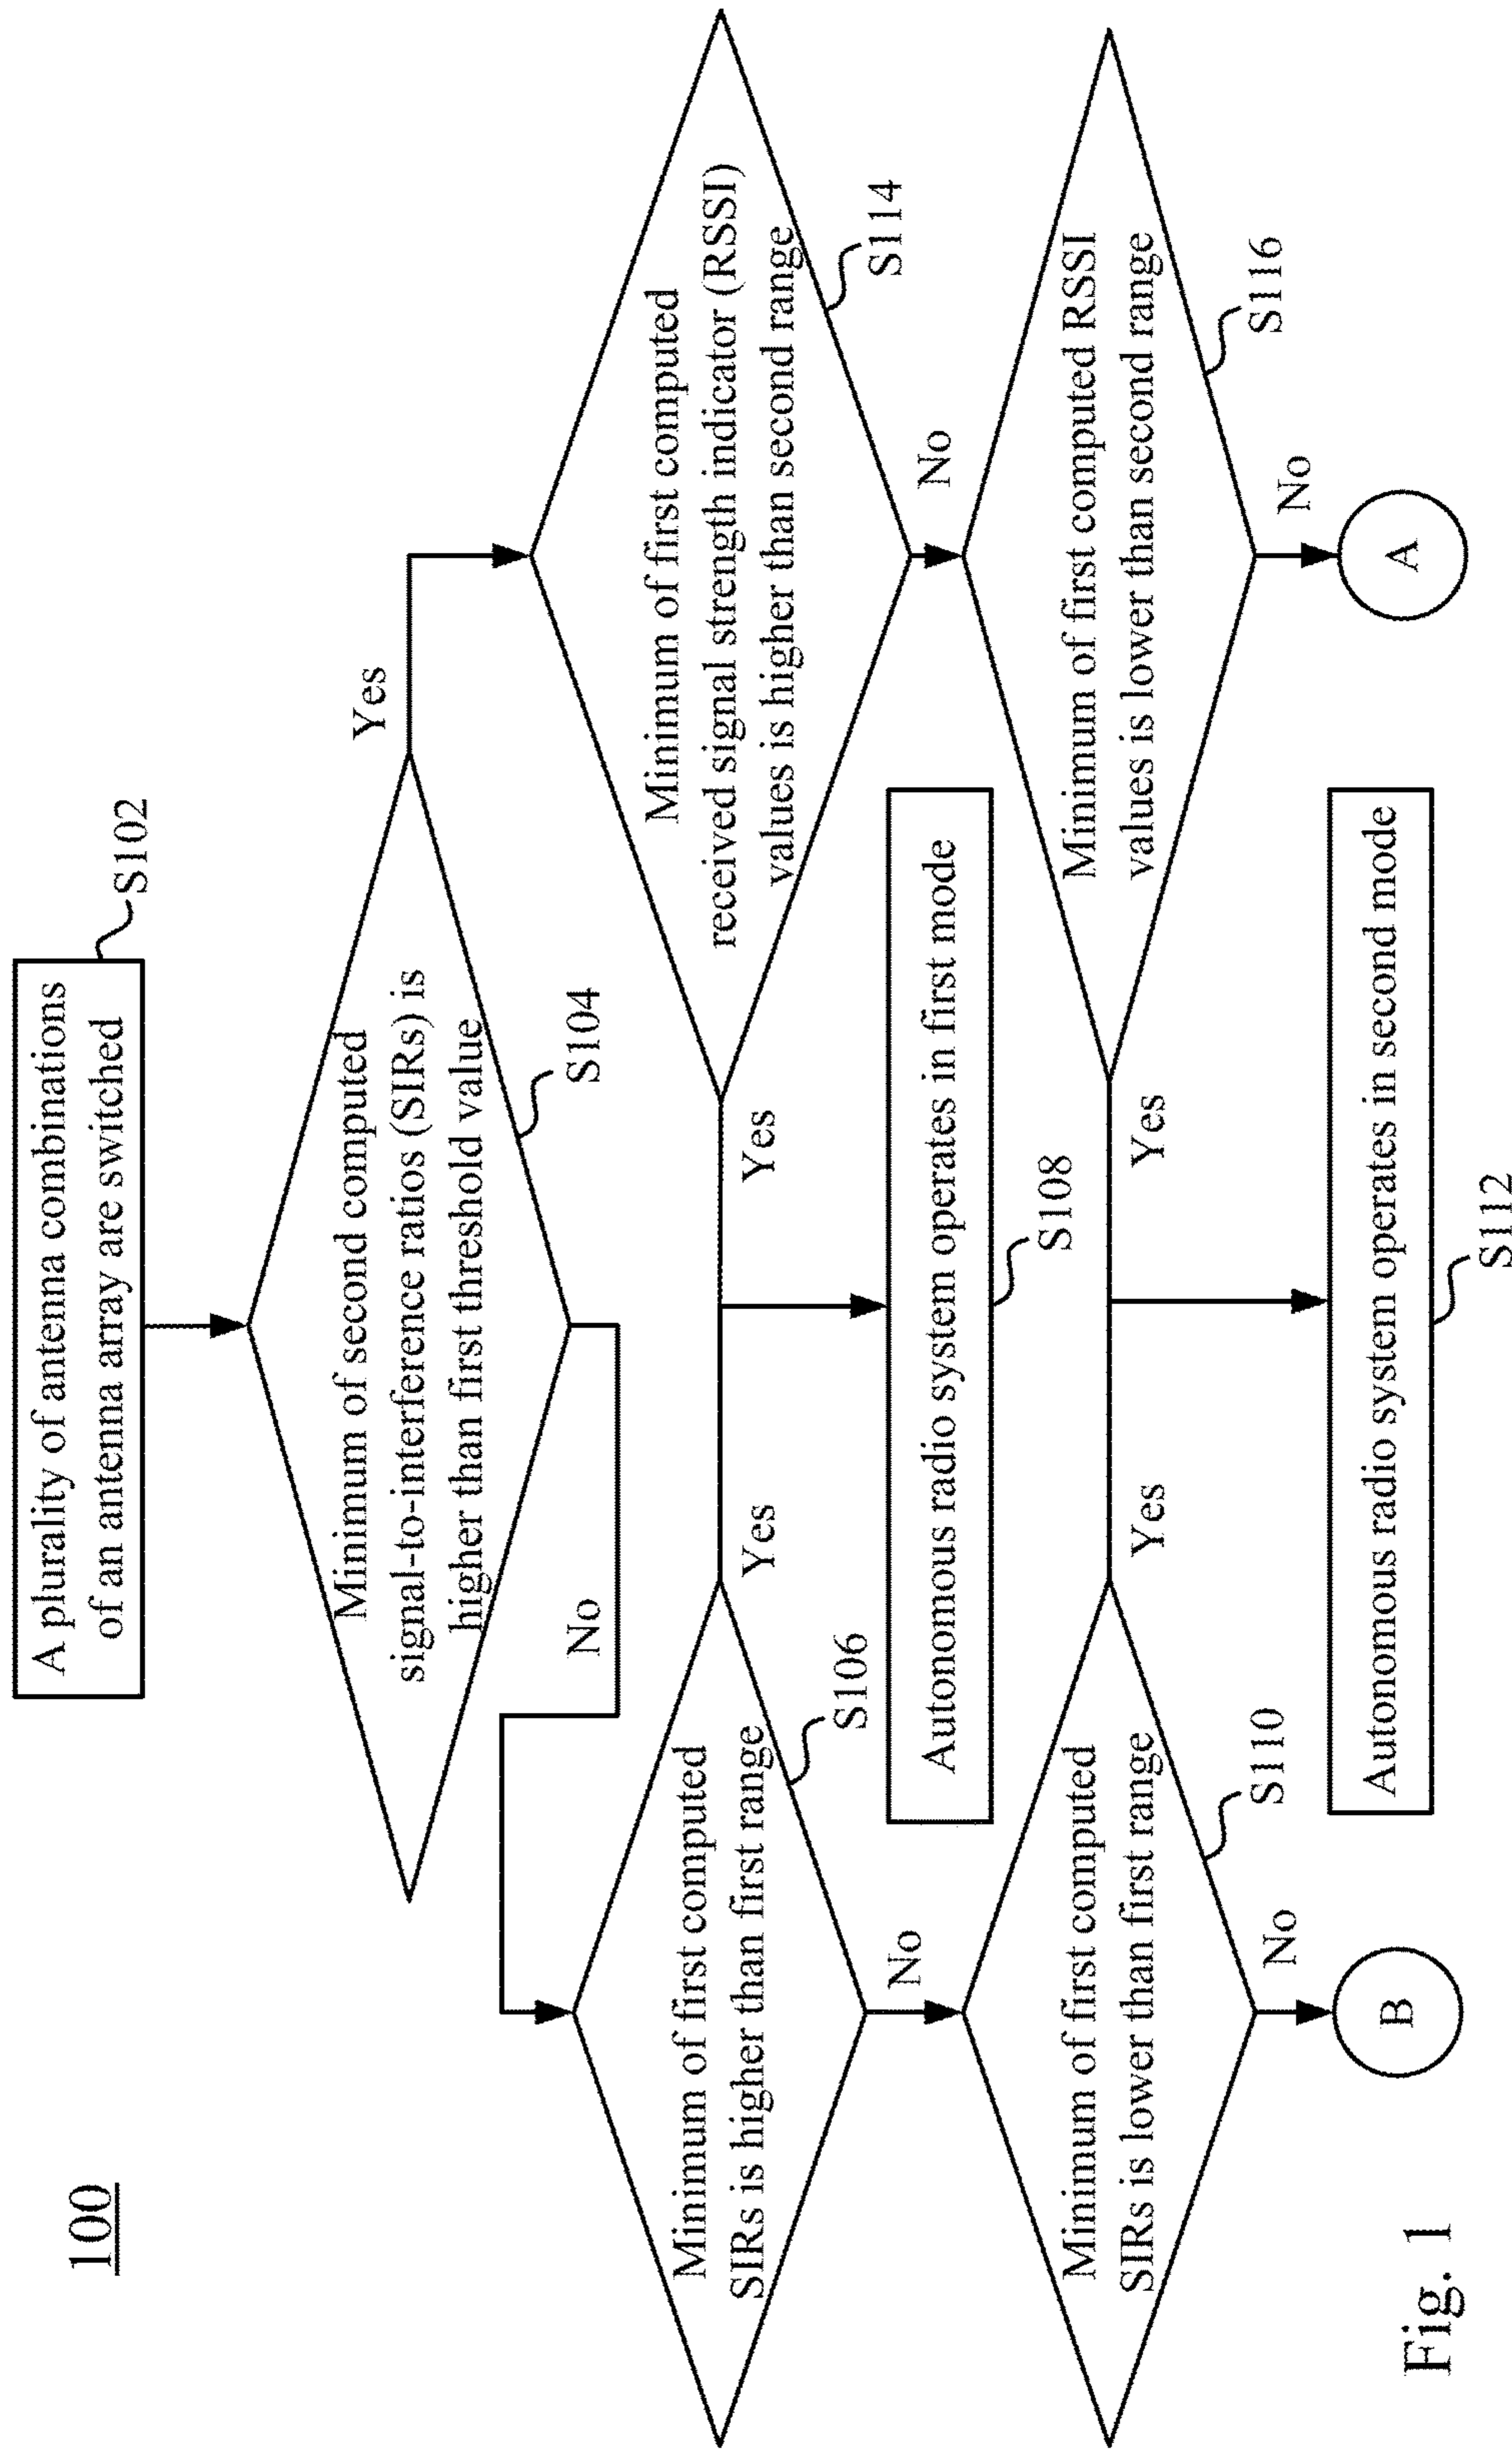 100
A plurality of antenna combinations
of an antenna array are switched
S102
Minimum of second computed
signal-to-interference ratios (SIRs) is
higher than first threshold value
S104
Yes
No
Minimum of first computed
SIRs is higher than first range
S106
Yes
Yes
Minimum of first computed
received signal strength indicator (RSSI)
values is higher than second range
S114
No
No
Autonomous radio system operates in first mode
S108
Minimum of first computed
SIRs is lower than first range
S110
Yes
Yes
Minimum of first computed RSSI
values is lower than second range
S116
No
No
Autonomous radio system operates in second mode
S112
B
A
Fig. 1